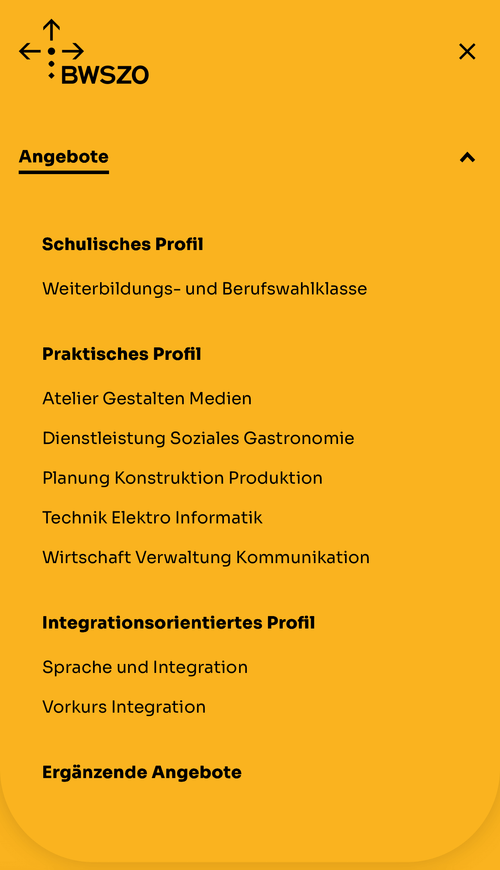 BWSZO
Angebote
Schulisches Profil
Weiterbildungs- und Berufswahlklasse
Praktisches Profil
Atelier Gestalten Medien
Dienstleistung Soziales Gastronomie
Planung Konstruktion Produktion
Technik Elektro Informatik
Wirtschaft Verwaltung Kommunikation
Integrationsorientiertes Profil
Sprache und Integration
Vorkurs Integration
Ergänzende Angebote